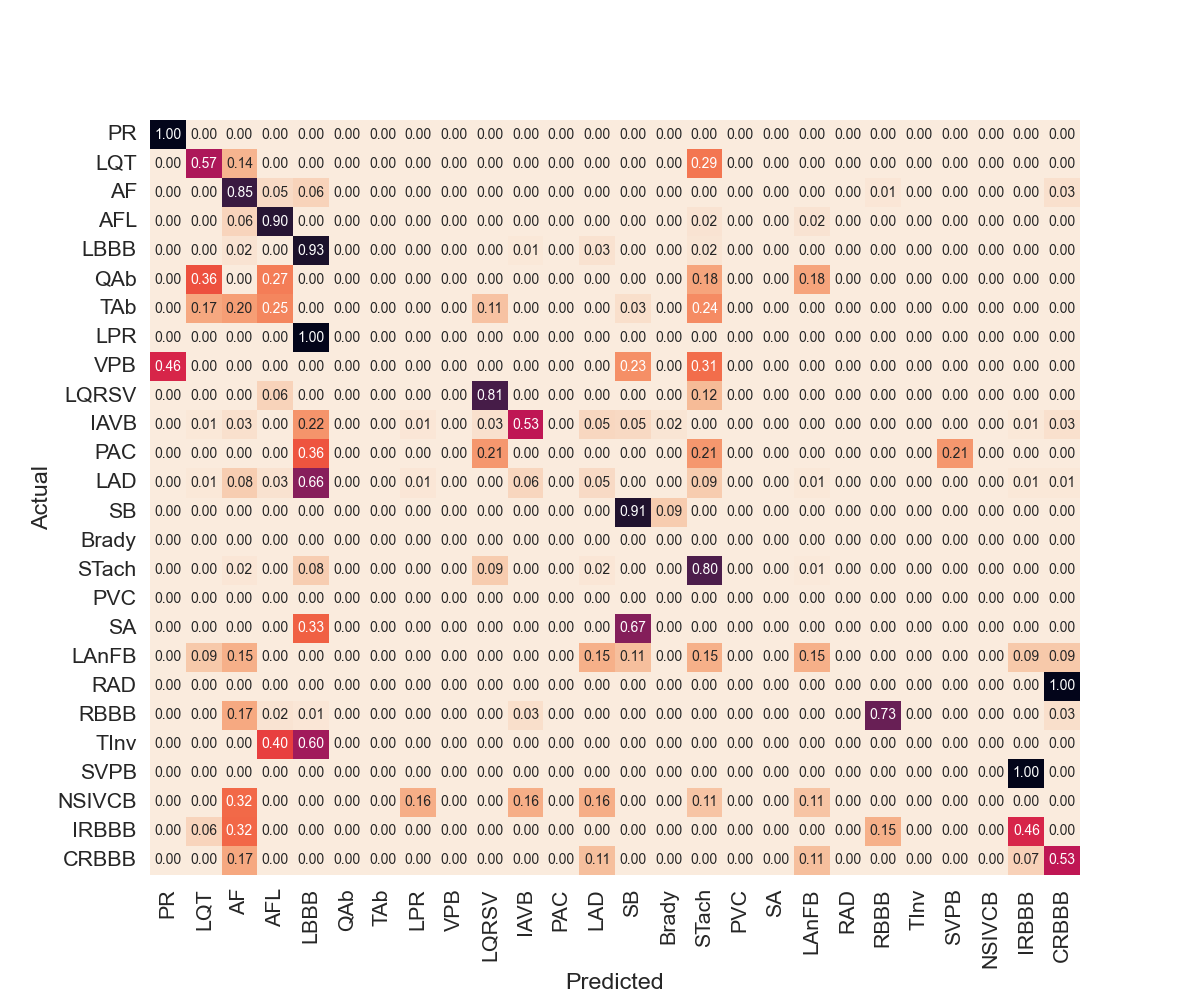 PR 1.00 0.00 0.00 0.00 0.00 0.00 0.00 0.00 0.00 0.00 0.00 0.00 0.00 0.00 0.00 0.00 0.00 0.00 0.00 0.00 0.00 0.00 0.00 0.00 0.00 0.00
LQT 0.00 0.57 0.14 0.00 0.00 0.00 0.00 0.00 0.00 0.00 0.00 0.00 0.00 0.00 0.00 0.29 0.00 0.00 0.00 0.00 0.00 0.00 0.00 0.00 0.00 0.00
AF 0.00 0.00 0.85 0.05 0.06 0.00 0.00 0.00 0.00 0.00 0.00 0.00 0.00 0.00 0.00 0.00 0.00 0.00 0.00 0.00 0.01 0.00 0.00 0.00 0.00 0.03
AFL 0.00 0.00 0.06 0.90 0.00 0.00 0.00 0.00 0.00 0.00 0.00 0.00 0.00 0.00 0.00 0.02 0.00 0.00 0.02 0.00 0.00 0.00 0.00 0.00 0.00 0.00
LBBB 0.00 0.00 0.02 0.00 0.93 0.00 0.00 0.00 0.00 0.00 0.01 0.00 0.03 0.00 0.00 0.02 0.00 0.00 0.00 0.00 0.00 0.00 0.00 0.00 0.00 0.00
QAb 0.00 0.36 0.00 0.27 0.00 0.00 0.00 0.00 0.00 0.00 0.00 0.00 0.00 0.00 0.00 0.18 0.00 0.00 0.18 0.00 0.00 0.00 0.00 0.00 0.00 0.00
TAb 0.00 0.17 0.20 0.25 0.00 0.00 0.00 0.00 0.00 0.11 0.00 0.00 0.00 0.03 0.00 0.24 0.00 0.00 0.00 0.00 0.00 0.00 0.00 0.00 0.00 0.00
LPR 0.00 0.00 0.00 0.00 1.00 0.00 0.00 0.00 0.00 0.00 0.00 0.00 0.00 0.00 0.00 0.00 0.00 0.00 0.00 0.00 0.00 0.00 0.00 0.00 0.00 0.00
VPB 0.46 0.00 0.00 0.00 0.00 0.00 0.00 0.00 0.00 0.00 0.00 0.00 0.00 0.23 0.00 0.31 0.00 0.00 0.00 0.00 0.00 0.00 0.00 0.00 0.00 0.00
LQRSV 0.00 0.00 0.00 0.06 0.00 0.00 0.00 0.00 0.00 0.81 0.00 0.00 0.00 0.00 0.00 0.12 0.00 0.00 0.00 0.00 0.00 0.00 0.00 0.00 0.00 0.00
IAVB 0.00 0.01 0.03 0.00 0.22 0.00 0.00 0.01 0.00 0.03 0.53 0.00 0.05 0.05 0.02 0.00 0.00 0.00 0.00 0.00 0.00 0.00 0.00 0.00 0.01 0.03
PAC 0.00 0.00 0.00 0.00 0.36 0.00 0.00 0.00 0.00 0.21 0.00 0.00 0.00 0.00 0.00 0.21 0.00 0.00 0.00 0.00 0.00 0.00 0.21 0.00 0.00 0.00
LAD 0.00 0.01 0.08 0.03 0.66 0.00 0.00 0.01 0.00 0.00 0.06 0.00 0.05 0.00 0.00 0.09 0.00 0.00 0.01 0.00 0.00 0.00 0.00 0.00 0.01 0.01
SB 0.00 0.00 0.00 0.00 0.00 0.00 0.00 0.00 0.00 0.00 0.00 0.00 0.00 0.91 0.09 0.00 0.00 0.00 0.00 0.00 0.00 0.00 0.00 0.00 0.00 0.00
Brady 0.00 0.00 0.00 0.00 0.00 0.00 0.00 0.00 0.00 0.00 0.00 0.00 0.00 0.00 0.00 0.00 0.00 0.00 0.00 0.00 0.00 0.00 0.00 0.00 0.00 0.00
STach 0.00 0.00 0.02 0.00 0.08 0.00 0.00 0.00 0.00 0.09 0.00 0.00 0.02 0.00 0.00 0.80 0.00 0.00 0.01 0.00 0.00 0.00 0.00 0.00 0.00 0.00
PVC 0.00 0.00 0.00 0.00 0.00 0.00 0.00 0.00 0.00 0.00 0.00 0.00 0.00 0.00 0.00 0.00 0.00 0.00 0.00 0.00 0.00 0.00 0.00 0.00 0.00 0.00
SA 0.00 0.00 0.00 0.00 0.33 0.00 0.00 0.00 0.00 0.00 0.00 0.00 0.00 0.67 0.00 0.00 0.00 0.00 0.00 0.00 0.00 0.00 0.00 0.00 0.00 0.00
LAnFB 0.00 0.09 0.15 0.00 0.00 0.00 0.00 0.00 0.00 0.00 0.00 0.00 0.15 0.11 0.00 0.15 0.00 0.00 0.15 0.00 0.00 0.00 0.00 0.00 0.09 0.09
RAD 0.00 0.00 0.00 0.00 0.00 0.00 0.00 0.00 0.00 0.00 0.00 0.00 0.00 0.00 0.00 0.00 0.00 0.00 0.00 0.00 0.00 0.00 0.00 0.00 0.00 1.00
RBBB 0.00 0.00 0.17 0.02 0.01 0.00 0.00 0.00 0.00 0.00 0.03 0.00 0.00 0.00 0.00 0.00 0.00 0.00 0.00 0.00 0.73 0.00 0.00 0.00 0.00 0.03
TInv 0.00 0.00 0.00 0.40 0.60 0.00 0.00 0.00 0.00 0.00 0.00 0.00 0.00 0.00 0.00 0.00 0.00 0.00 0.00 0.00 0.00 0.00 0.00 0.00 0.00 0.00
SVPB 0.00 0.00 0.00 0.00 0.00 0.00 0.00 0.00 0.00 0.00 0.00 0.00 0.00 0.00 0.00 0.00 0.00 0.00 0.00 0.00 0.00 0.00 0.00 0.00 1.00 0.00
NSIVCB 0.00 0.00 0.32 0.00 0.00 0.00 0.00 0.16 0.00 0.00 0.16 0.00 0.16 0.00 0.00 0.11 0.00 0.00 0.11 0.00 0.00 0.00 0.00 0.00 0.00 0.00
IRBBB 0.00 0.06 0.32 0.00 0.00 0.00 0.00 0.00 0.00 0.00 0.00 0.00 0.00 0.00 0.00 0.00 0.00 0.00 0.00 0.00 0.15 0.00 0.00 0.00 0.46 0.00
CRBBB 0.00 0.00 0.17 0.00 0.00 0.00 0.00 0.00 0.00 0.00 0.00 0.00 0.11 0.00 0.00 0.00 0.00 0.00 0.11 0.00 0.00 0.00 0.00 0.00 0.07 0.53
Actual
PR LQT AF AFL LBBB QAb TAb LPR VPB LQRSV IAVB PAC LAD SB Brady STach PVC SA LAnFB RAD RBBB TInv SVPB NSIVCB IRBBB CRBBB
Predicted